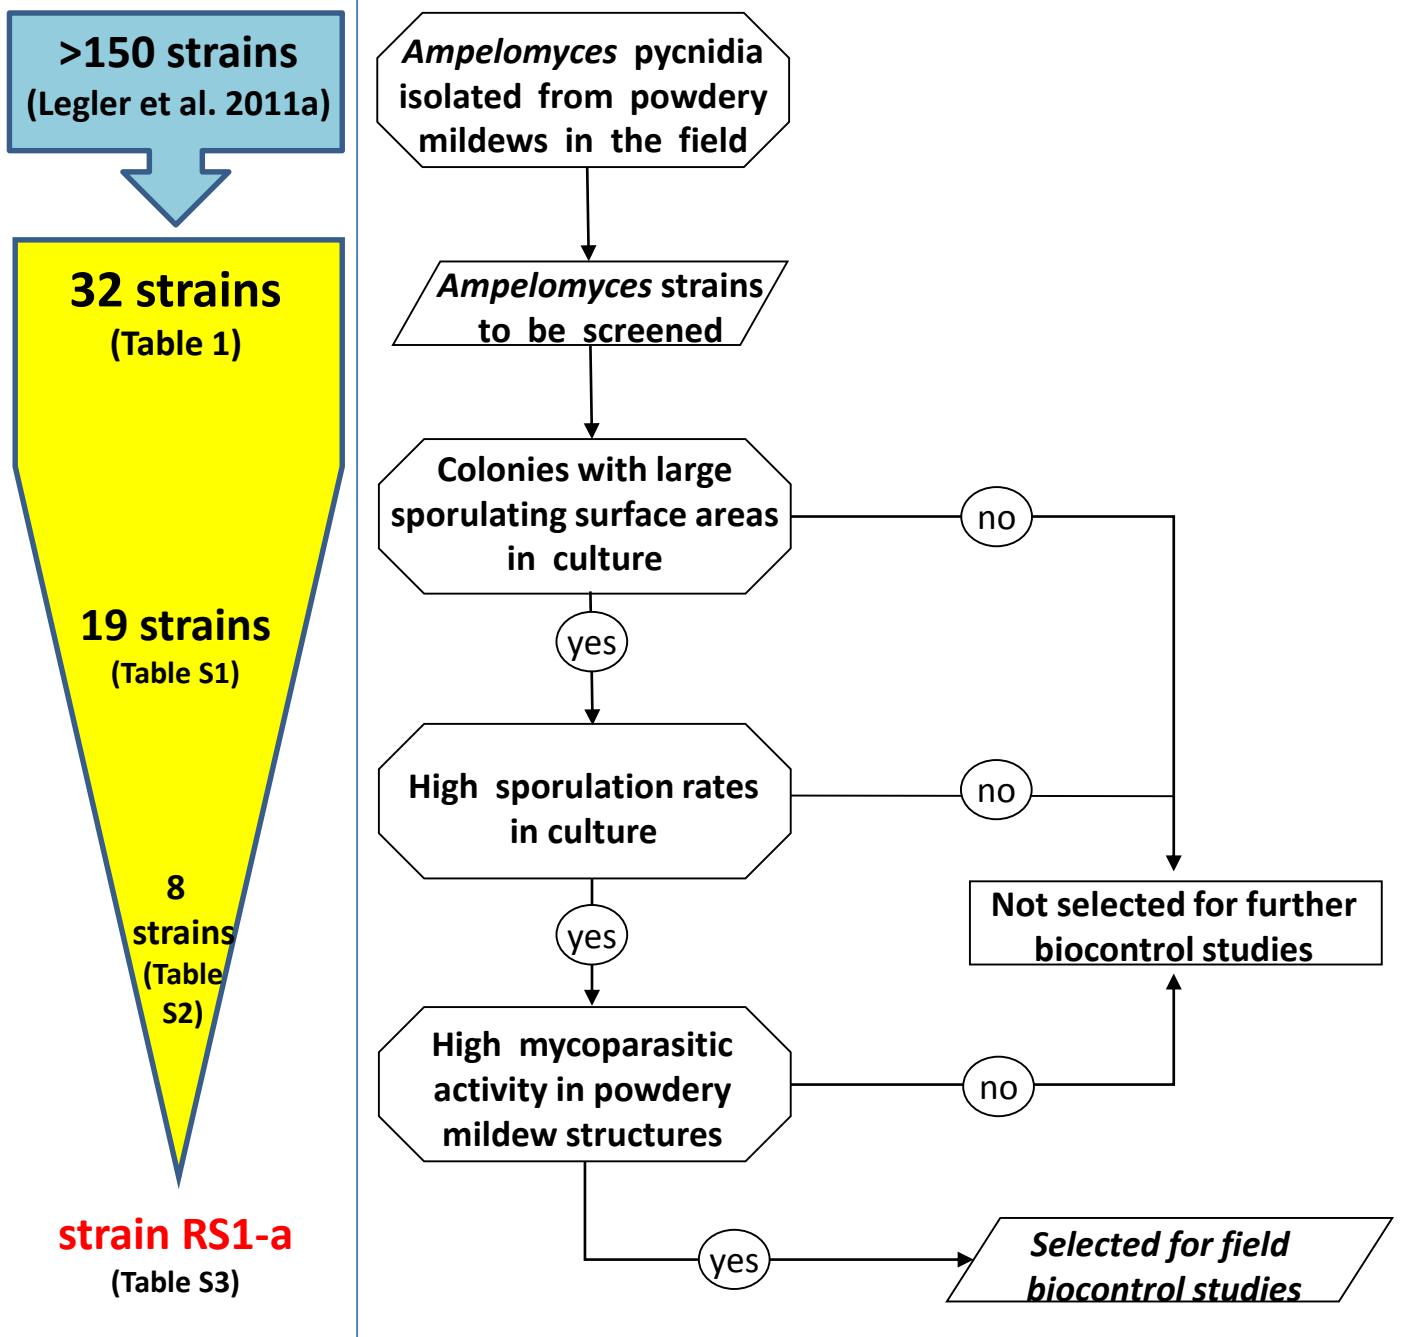 >150 strains
(Legler et al. 2011a)
32 strains
(Table 1)
19 strains
(Table S1)
8
strains
(Table
S2)
strain RS1-a
(Table S3)
Ampelomyces pycnidia
isolated from powdery
mildews in the field
Ampelomyces strains
to be screened
Colonies with large
sporulating surface areas
in culture
no
yes
High sporulation rates
in culture
no
yes
Not selected for further
biocontrol studies
High mycoparasitic
activity in powdery
mildew structures
no
yes
Selected for field
biocontrol studies